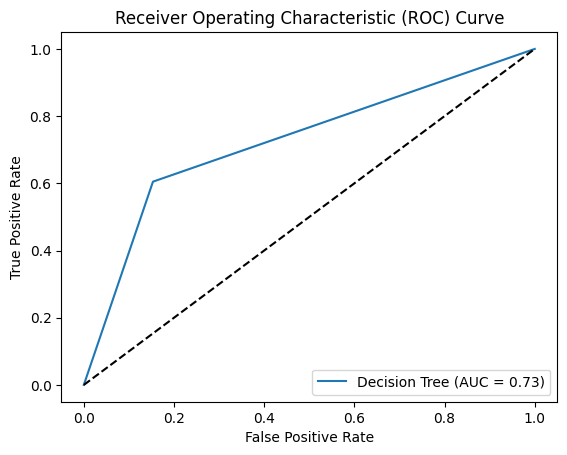 Receiver Operating Characteristic (ROC) Curve
1.0
0.8
0.6
0.4
0.2
0.0
True Positive Rate
Decision Tree (AUC = 0.73)
0.0 0.2 0.4 0.6 0.8 1.0
False Positive Rate